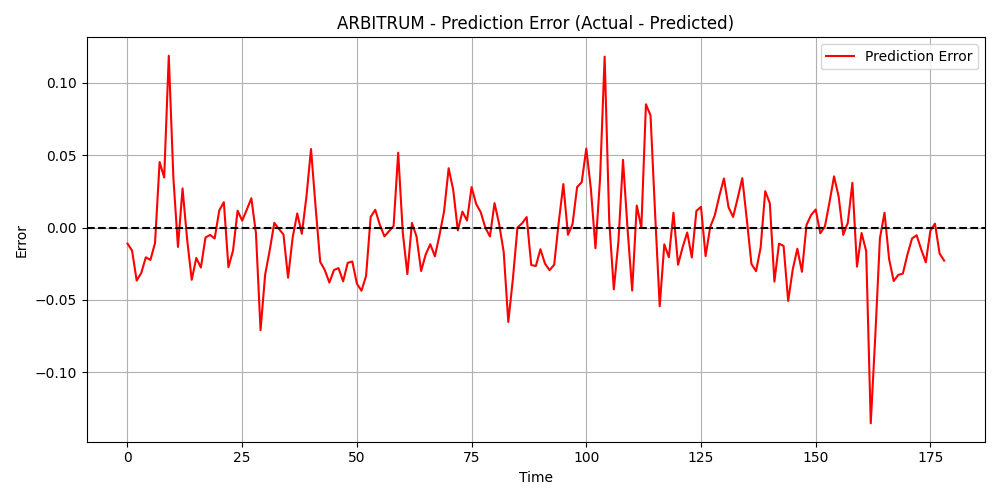 ARBITRUM - Prediction Error (Actual - Predicted)
Prediction Error
0.10
0.05
0.00
−0.05
−0.10
Error
0 25 50 75 100 125 150 175
Time